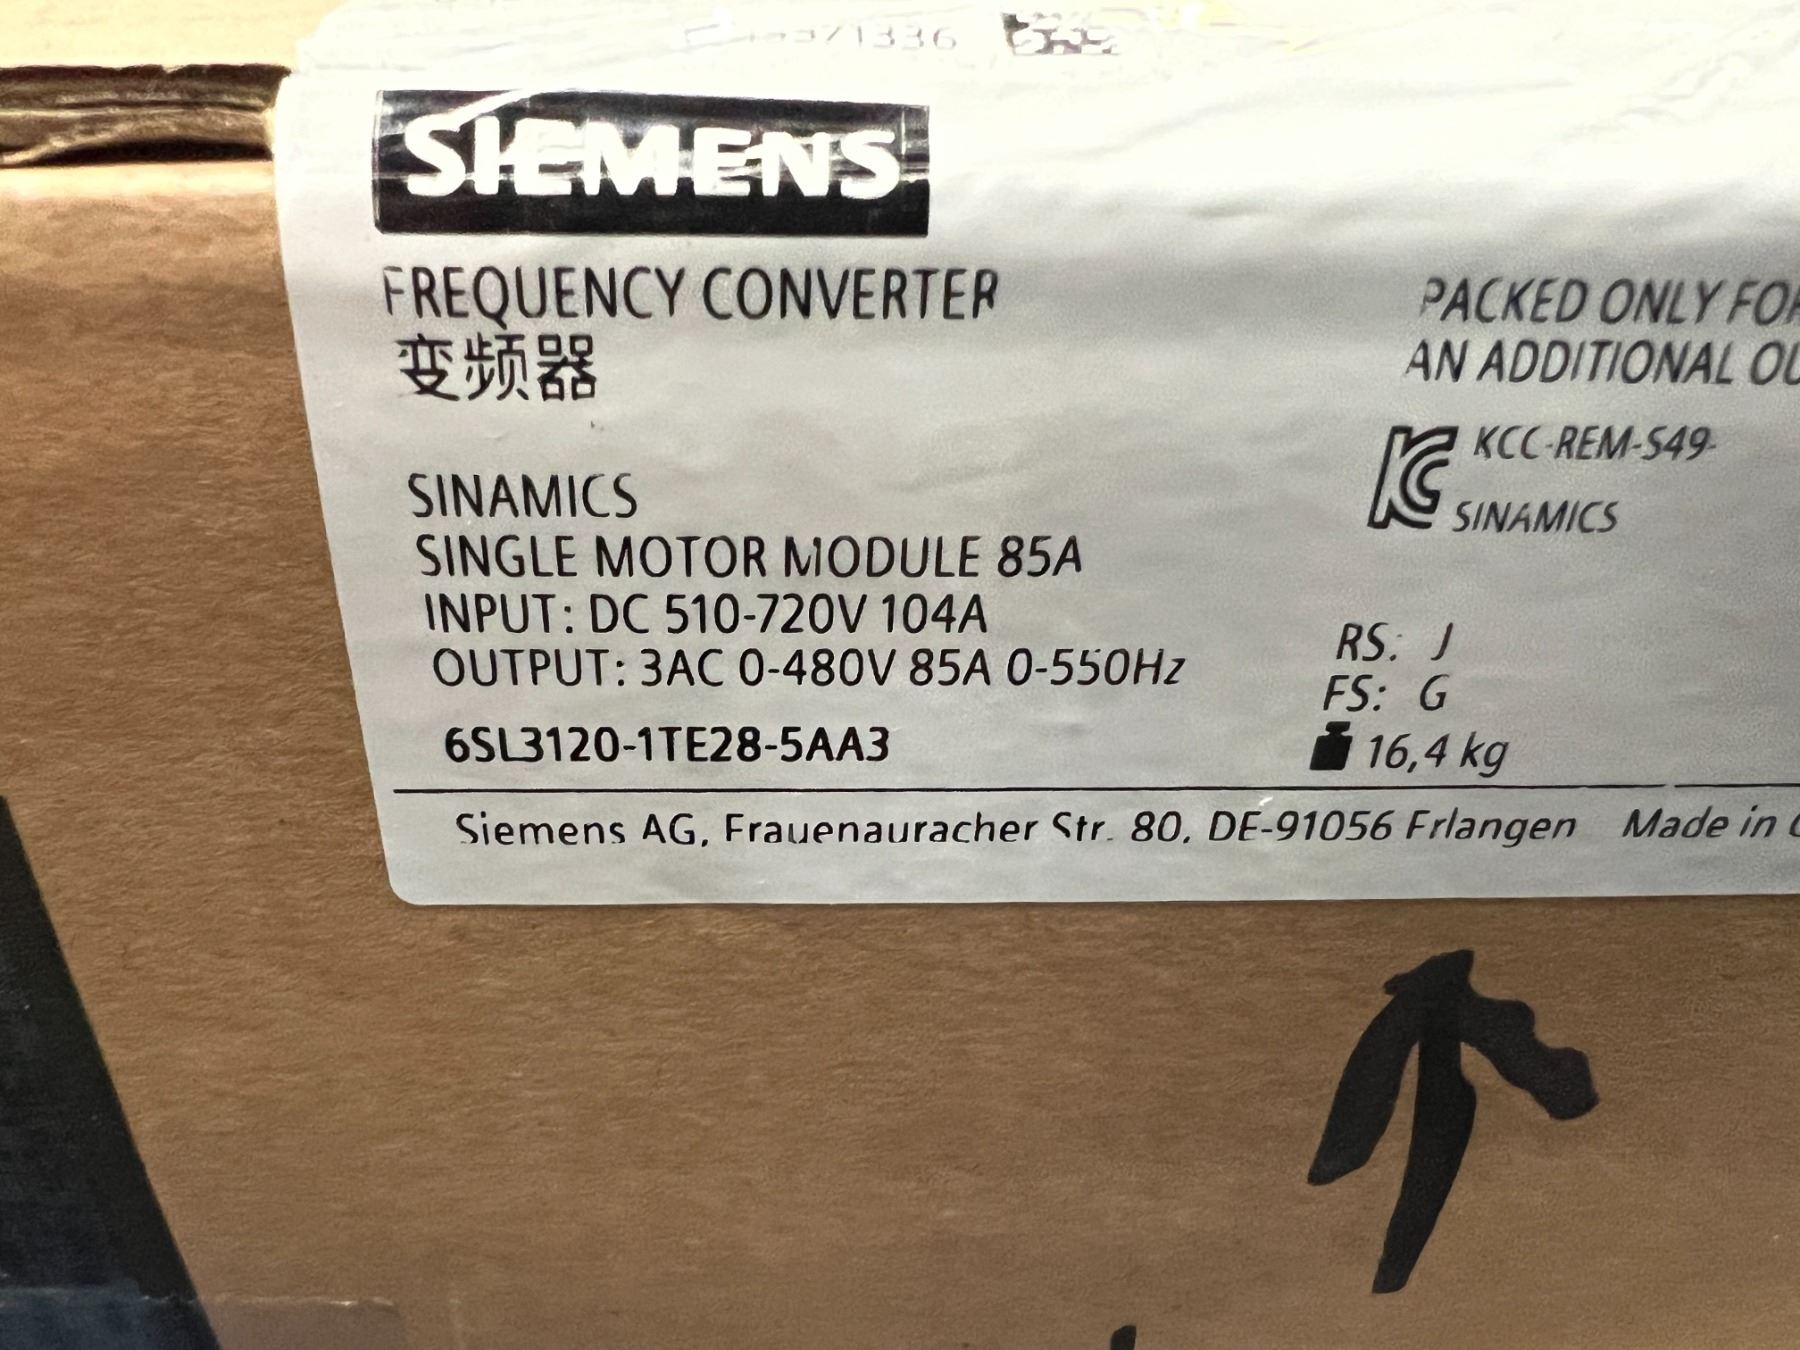 SIEMENS
FREQUENCY CONVERTER
变频器
PACKED ONLY
AN ADDITIONAL
KCC-REM-S49-
SINAMICS
SINAMICS
SINGLE MOTOR MODULE 85A
INPUT: DC 510-720V 104A
OUTPUT: 3AC 0-480V 85A 0-550Hz
RS: J
FS: G
6SL3120-1TE28-5AA3
16,4 kg
Siemens AG, Frauenauracher Str. 80, DE-91056 Erlangen Made in